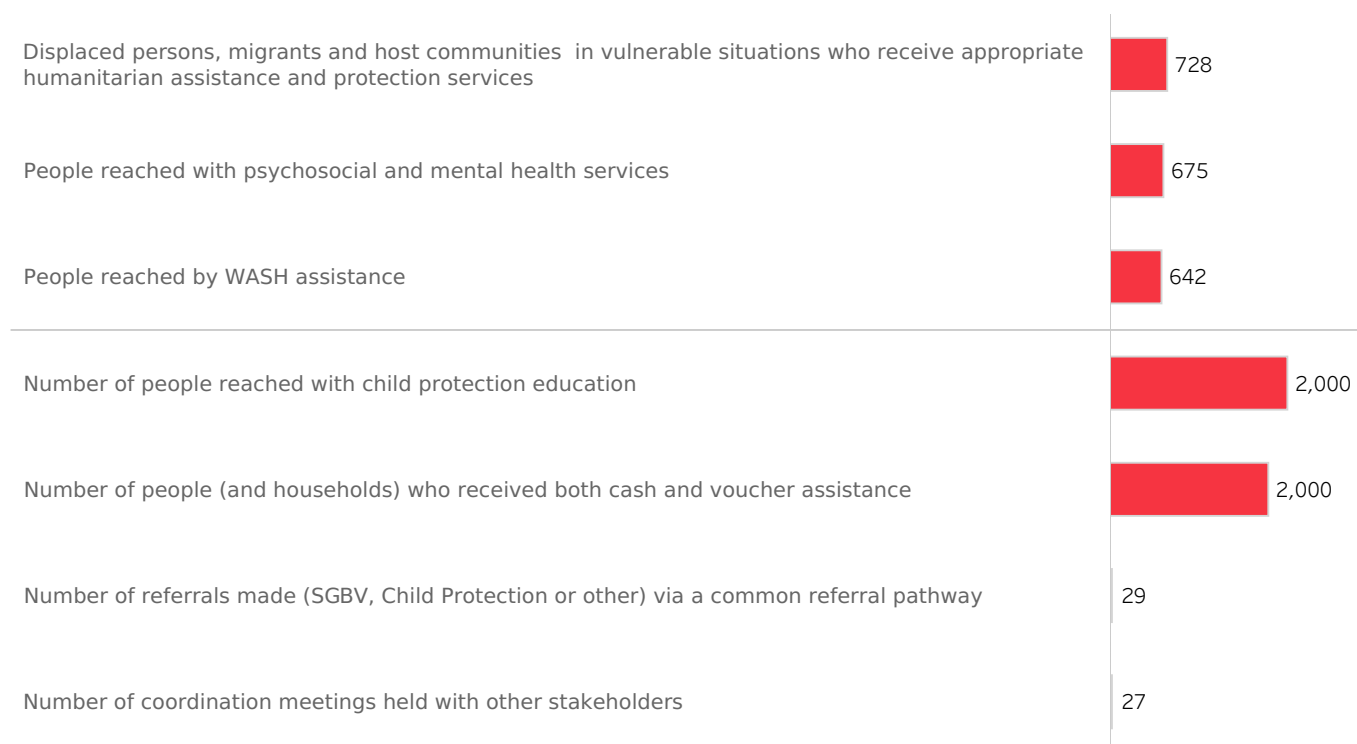 Displaced persons, migrants and host communities  in vulnerable situations who receive appropriate
humanitarian assistance and protection services
728
People reached with psychosocial and mental health services
675
People reached by WASH assistance
642
Number of people reached with child protection education
2,000
Number of people (and households) who received both cash and voucher assistance
2,000
Number of referrals made (SGBV, Child Protection or other) via a common referral pathway
29
Number of coordination meetings held with other stakeholders
27